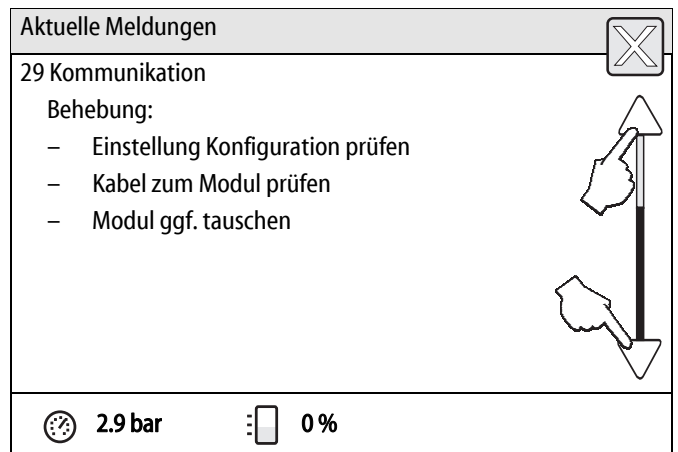 Aktuelle Meldungen
X
29 Kommunikation
Behebung:
– Einstellung Konfiguration prüfen
– Kabel zum Modul prüfen
– Modul ggf. tauschen
2.9 bar 0 %